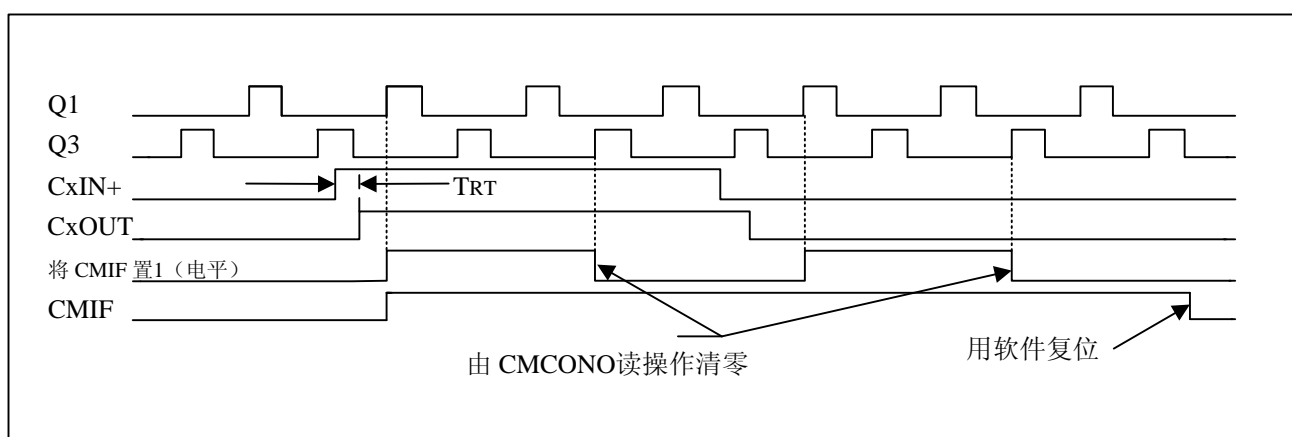 Q1
Q3
CxIN+
TRT
CxOUT
将 CMIF 置1（电平）
CMIF
由 CMCONO读操作清零
用软件复位